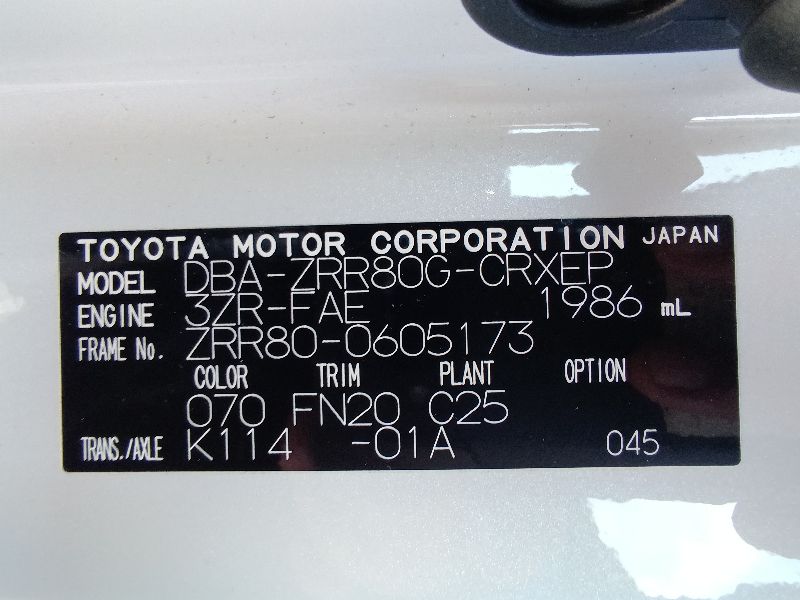 TOYOTA MOTOR CORPORATION JAPAN
MODEL DBA-ZRR80G-CRXEP
ENGINE 3ZR-FAE 1986 mL
FRAME No. ZRR80-0605173
COLOR TRIM PLANT OPTION
070 FN20 C25
TRANS./AXLE K114 -01A 045